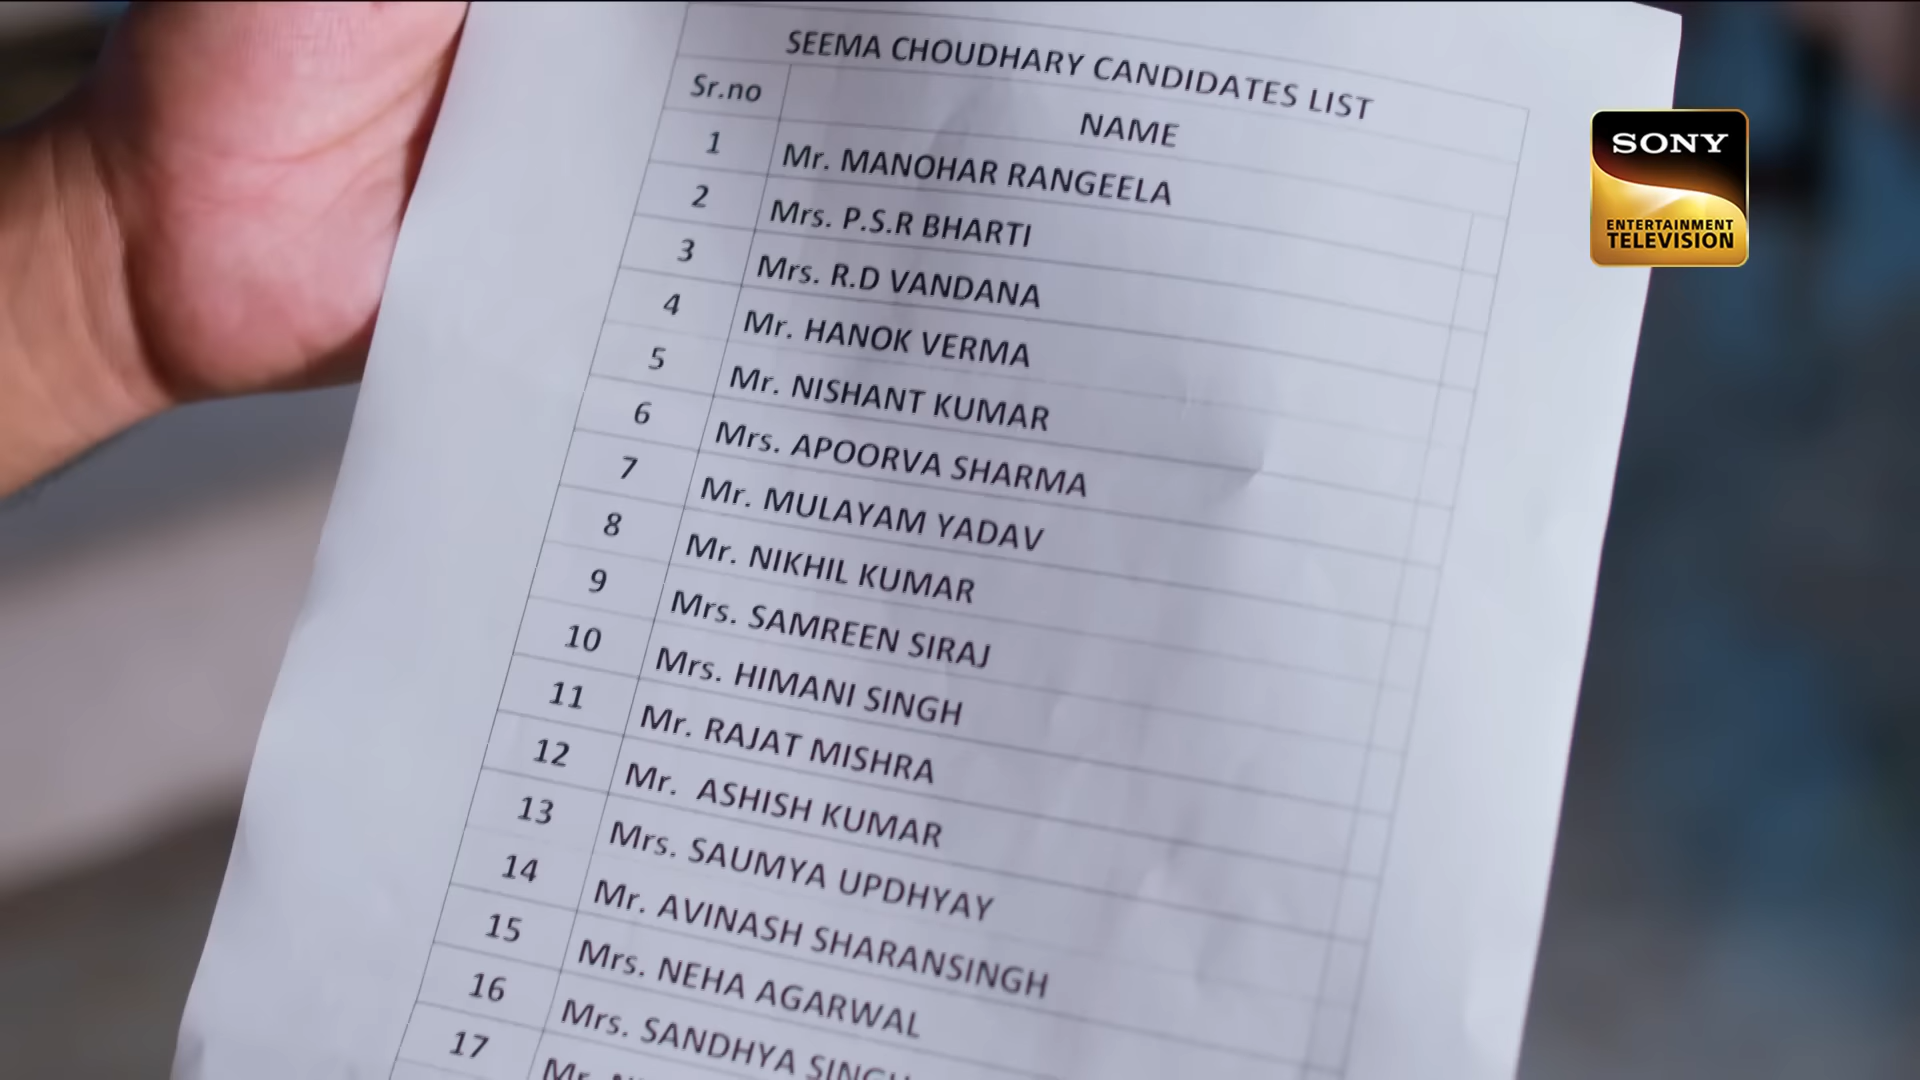 SEEMA CHOUDHARY CANDIDATES LIST
Sr.no NAME
1 Mr. MANOHAR RANGEELA
2 Mrs. P.S.R BHARTI
3 Mrs. R.D VANDANA
4 Mr. HANOK VERMA
5 Mr. NISHANT KUMAR
6 Mrs. APOORVA SHARMA
7 Mr. MULAYAM YADAV
8 Mr. NIKHIL KUMAR
9 Mrs. SAMREEN SIRAJ
10 Mrs. HIMANI SINGH
11 Mr. RAJAT MISHRA
12 Mr. ASHISH KUMAR
13 Mrs. SAUMYA UPDHYAY
14 Mr. AVINASH SHARANSINGH
15 Mrs. NEHA AGARWAL
16 Mrs. SANDHYA SINGH
17 Mr.
SONY
ENTERTAINMENT
TELEVISION